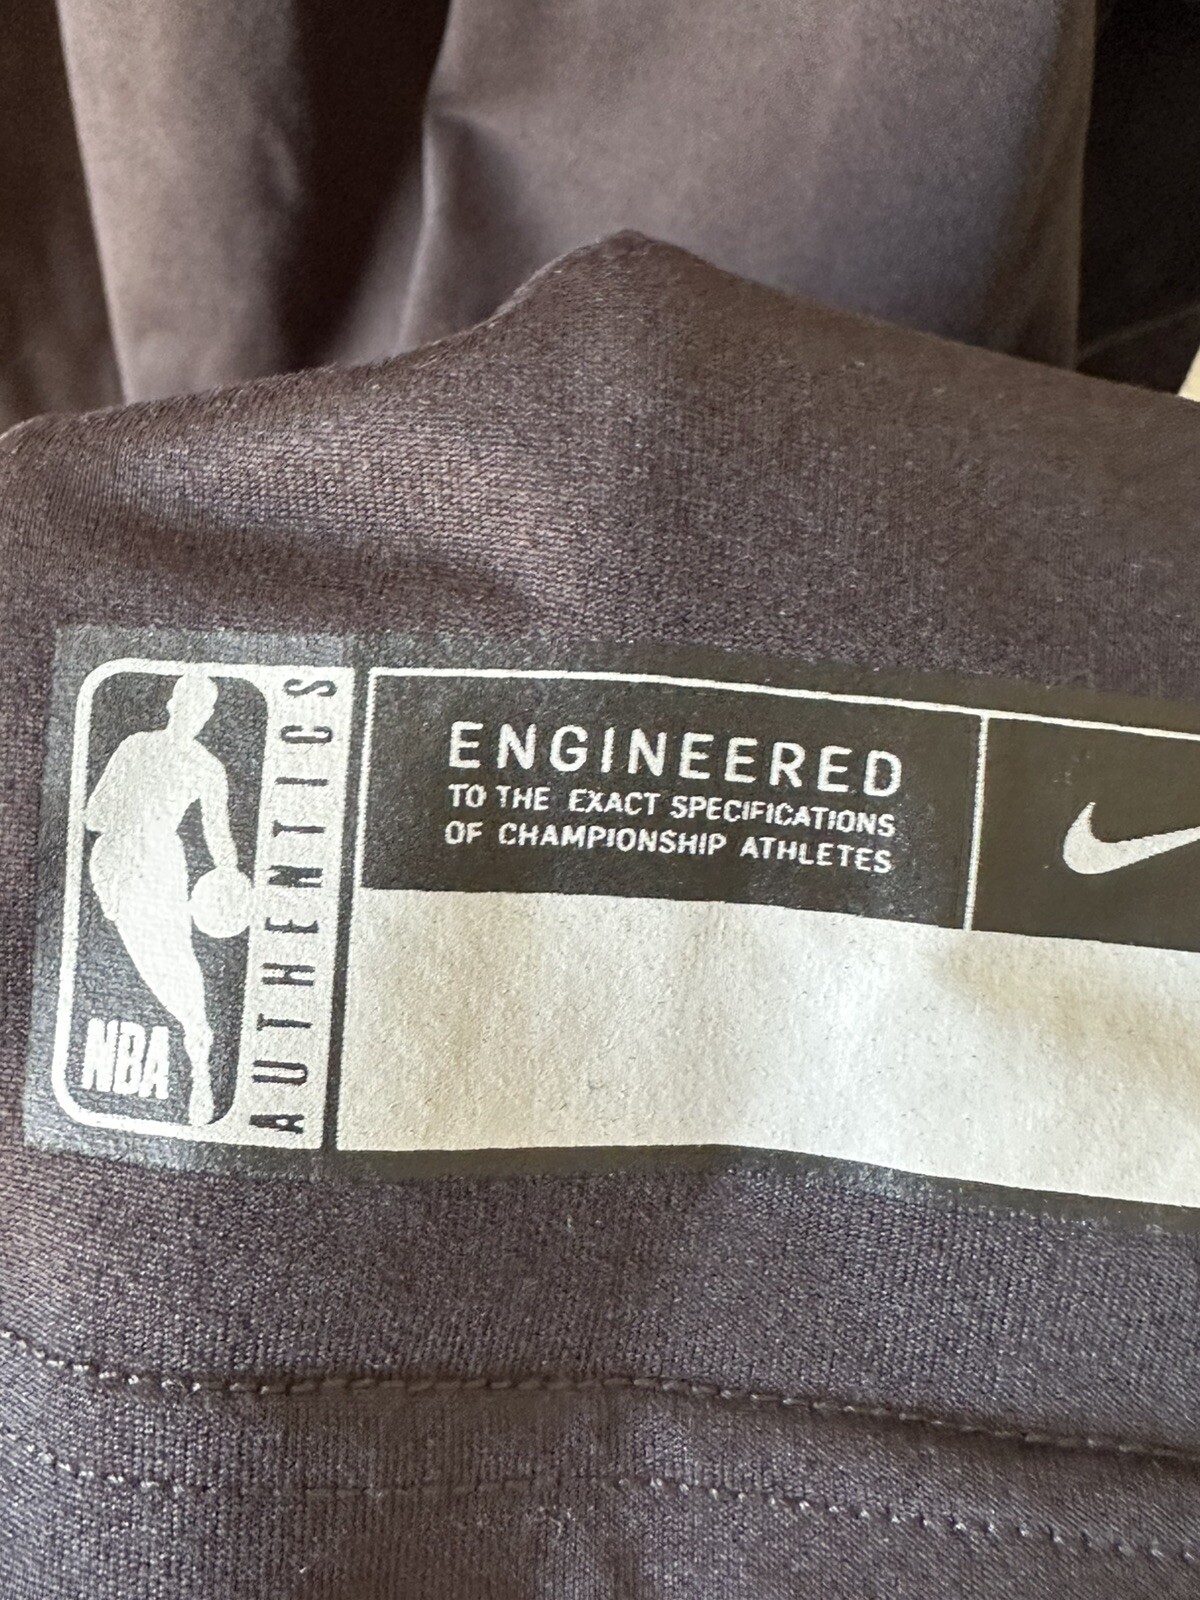 NBA
AUTHENTICS
ENGINEERED
TO THE EXACT SPECIFICATIONS
OF CHAMPIONSHIP ATHLETES